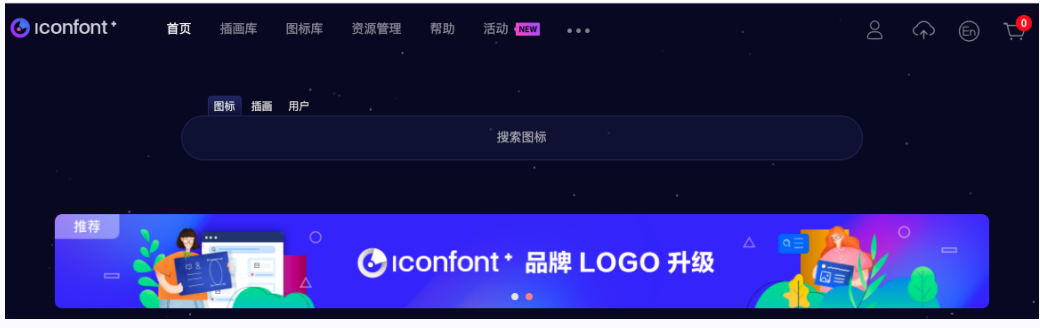 iconfont+ 首页 插画库 图标库 资源管理 帮助 活动 NEW ••• En 0
图标 插画 用户
搜索图标
推荐
iconfont+ 品牌 LOGO 升级